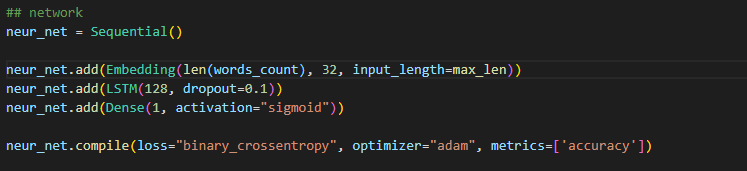 ## network
neur_net = Sequential()
neur_net.add(Embedding(len(words_count), 32, input_length=max_len))
neur_net.add(LSTM(128, dropout=0.1))
neur_net.add(Dense(1, activation="sigmoid"))
neur_net.compile(loss="binary_crossentropy", optimizer="adam", metrics=['accuracy'])